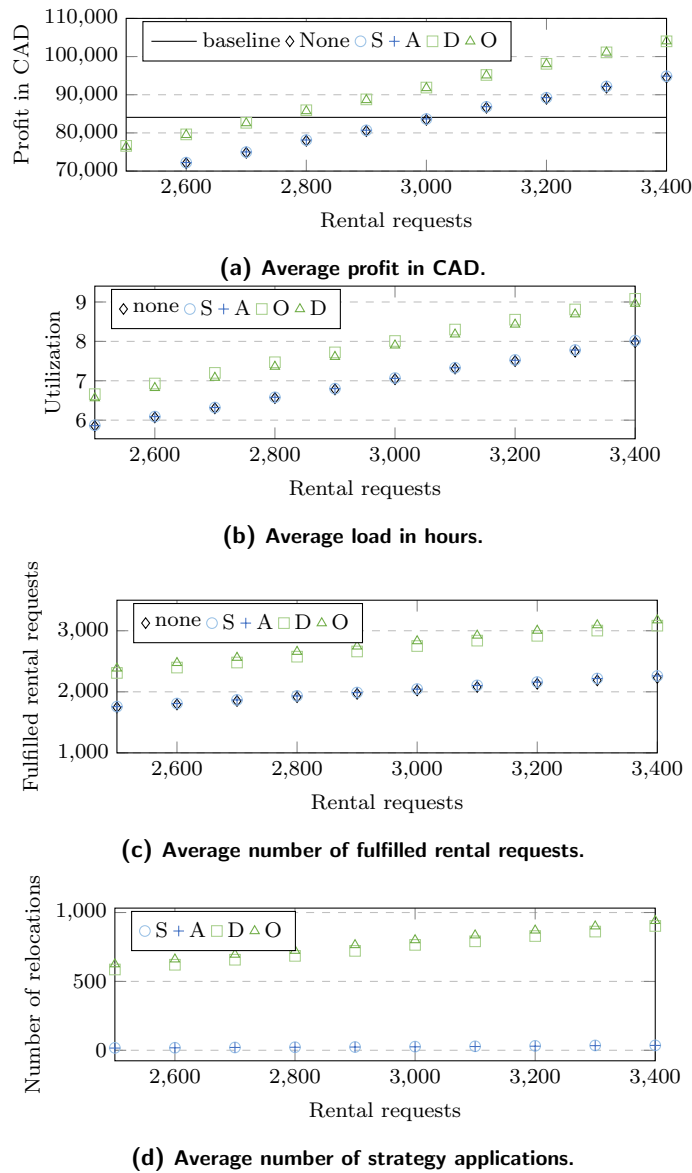 110,000
100,000
90,000
80,000
70,000
Profit in CAD
baseline None S A D O
2,600 2,800 3,000 3,200 3,400
Rental requests
(a) Average profit in CAD.
9
8
7
6
Utilization
none S A O D
2,600 2,800 3,000 3,200 3,400
Rental requests
(b) Average load in hours.
3,000
2,000
1,000
Fulfilled rental requests
none S A D O
2,600 2,800 3,000 3,200 3,400
Rental requests
(c) Average number of fulfilled rental requests.
1,000
500
0
Number of relocations
S A D O
2,600 2,800 3,000 3,200 3,400
Rental requests
(d) Average number of strategy applications.